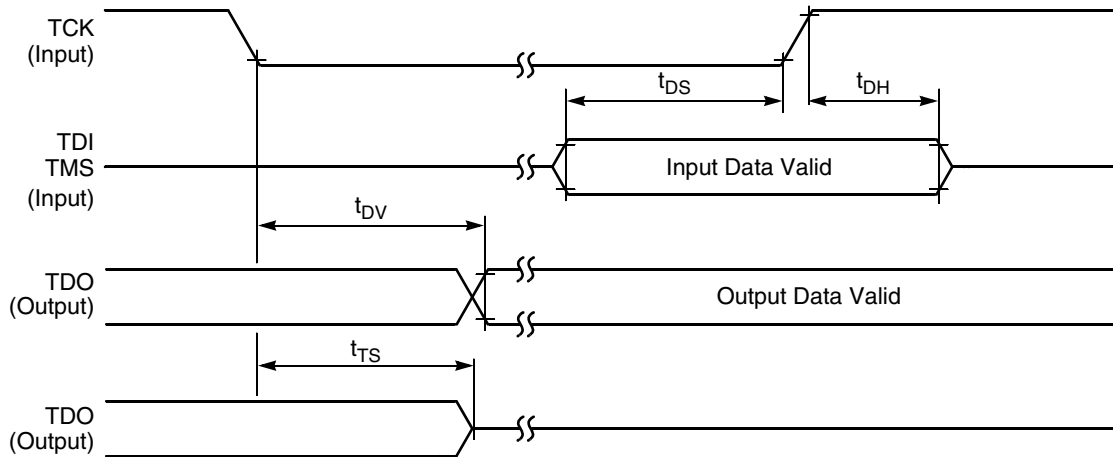 TCK
(Input)
tDS
tDH
TDI
TMS
(Input)
Input Data Valid
tDV
TDO
(Output)
Output Data Valid
tTS
TDO
(Output)